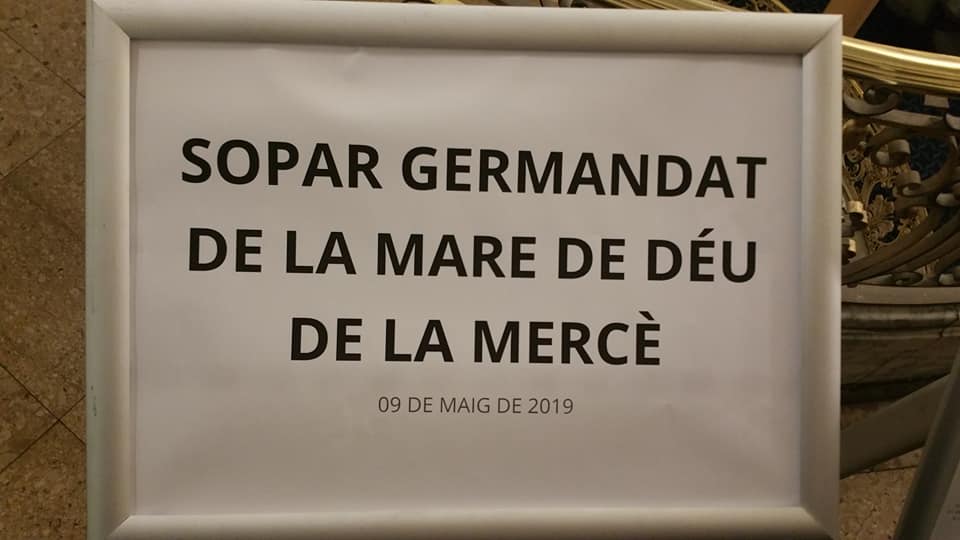 SOPAR GERMANDAT
DE LA MARE DE DÉU
DE LA MERCÈ
09 DE MAIG DE 2019